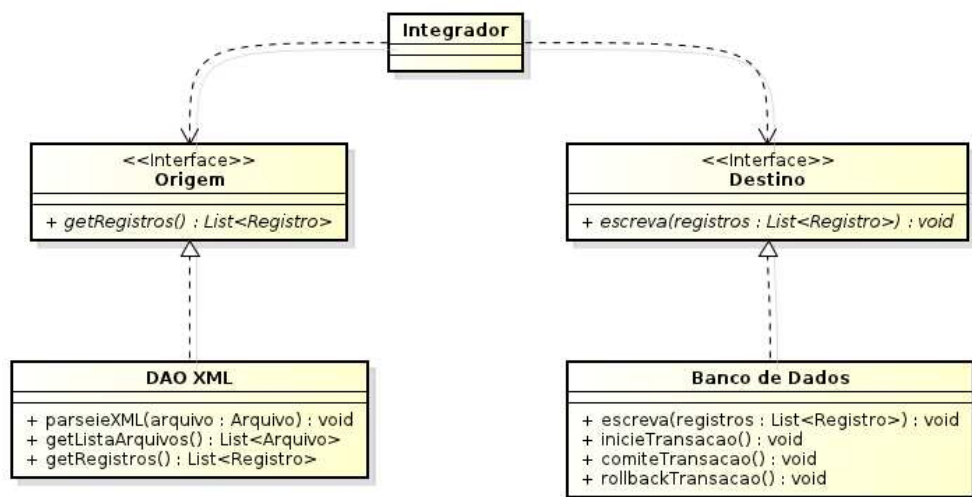 Integrador
<<Interface>>
Origem
+ getRegistros() : List<Registro>
<<Interface>>
Destino
+ escreva(registros : List<Registro>) : void
DAO XML
+ parseieXML(arquivo : Arquivo) : void
+ getListaArquivos() : List<Arquivo>
+ getRegistros() : List<Registro>
Banco de Dados
+ escreva(registros : List<Registro>) : void
+ inicieTransacao() : void
+ comiteTransacao() : void
+ rollbackTransacao() : void